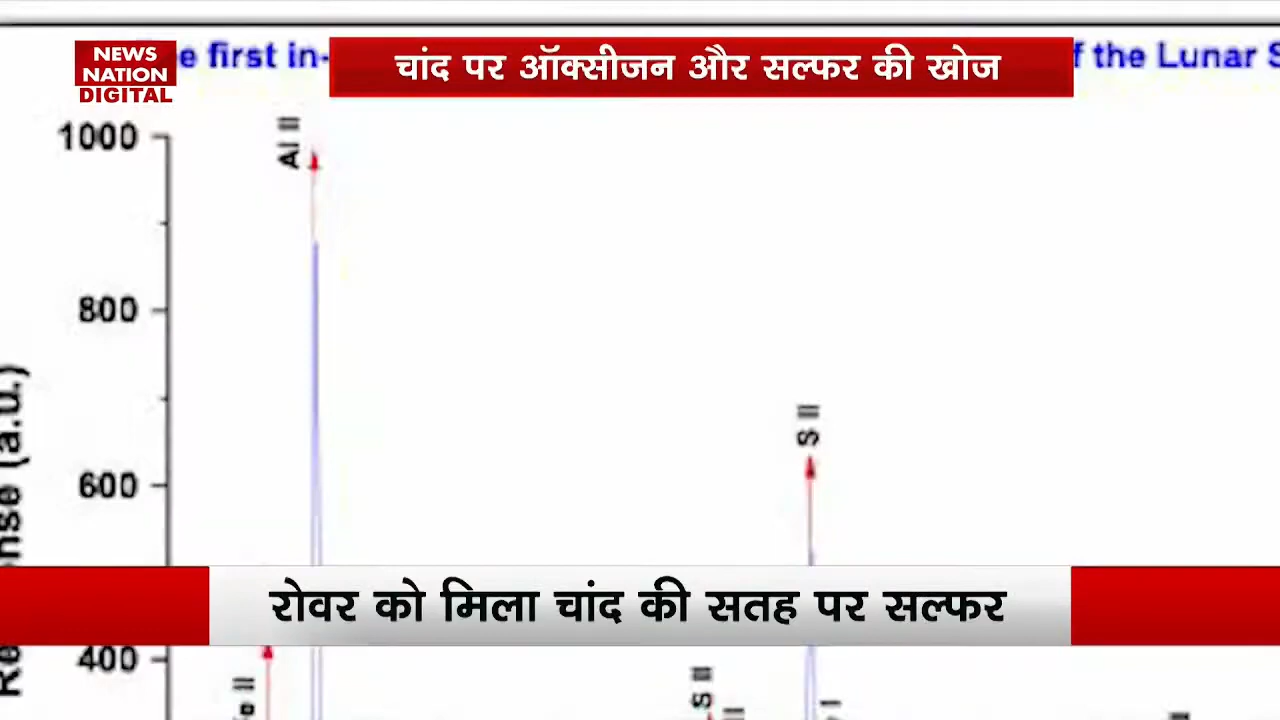 NEWS
NATION
DIGITAL
e first in-
चांद पर ऑक्सीजन और सल्फर की खोज
f the Lunar S
1000
Al II
800
S II
600
रोवर को मिला चांद की सतह पर सल्फर
400
S II